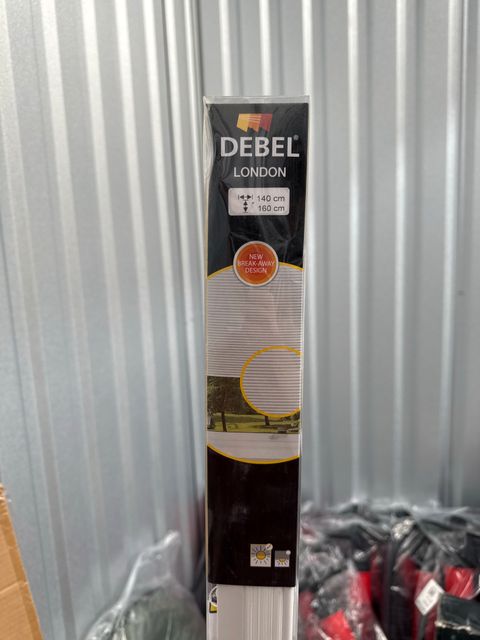 DEBEL®
LONDON
140 cm
160 cm
NEW
BREAK-AWAY
DESIGN